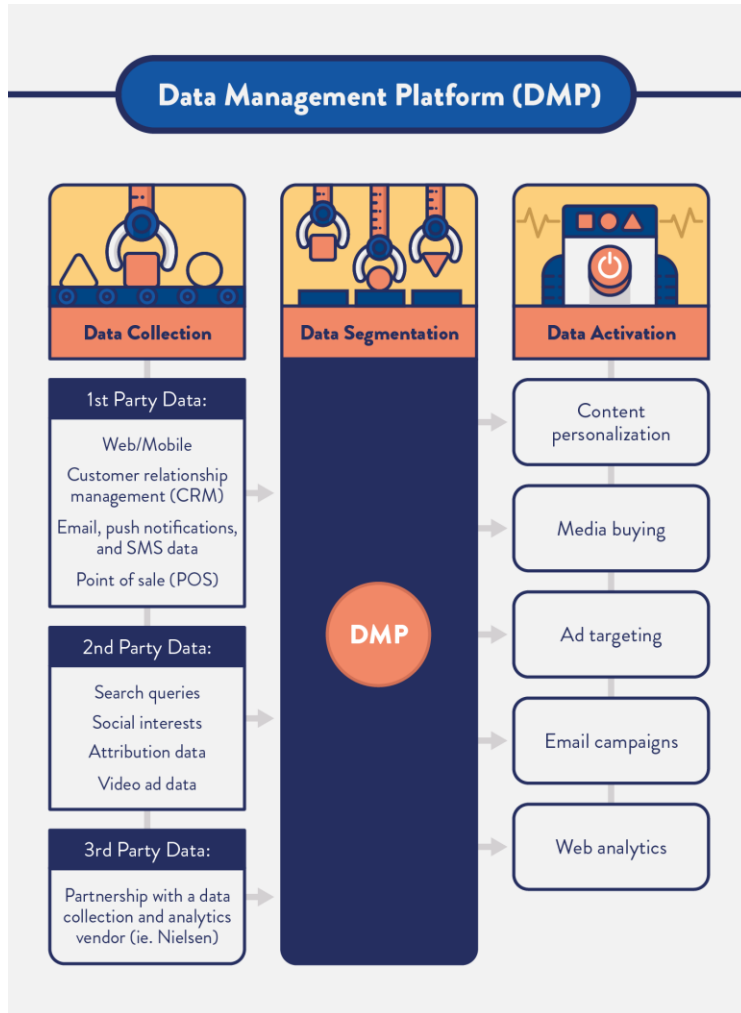 Data Management Platform (DMP)
Data Collection
1st Party Data:
Web/Mobile
Customer relationship
management (CRM)
Email, push notifications,
and SMS data
Point of sale (POS)
2nd Party Data:
Search queries
Social interests
Attribution data
Video ad data
3rd Party Data:
Partnership with a data
collection and analytics
vendor (ie. Nielsen)
Data Segmentation
DMP
Data Activation
Content
personalization
Media buying
Ad targeting
Email campaigns
Web analytics